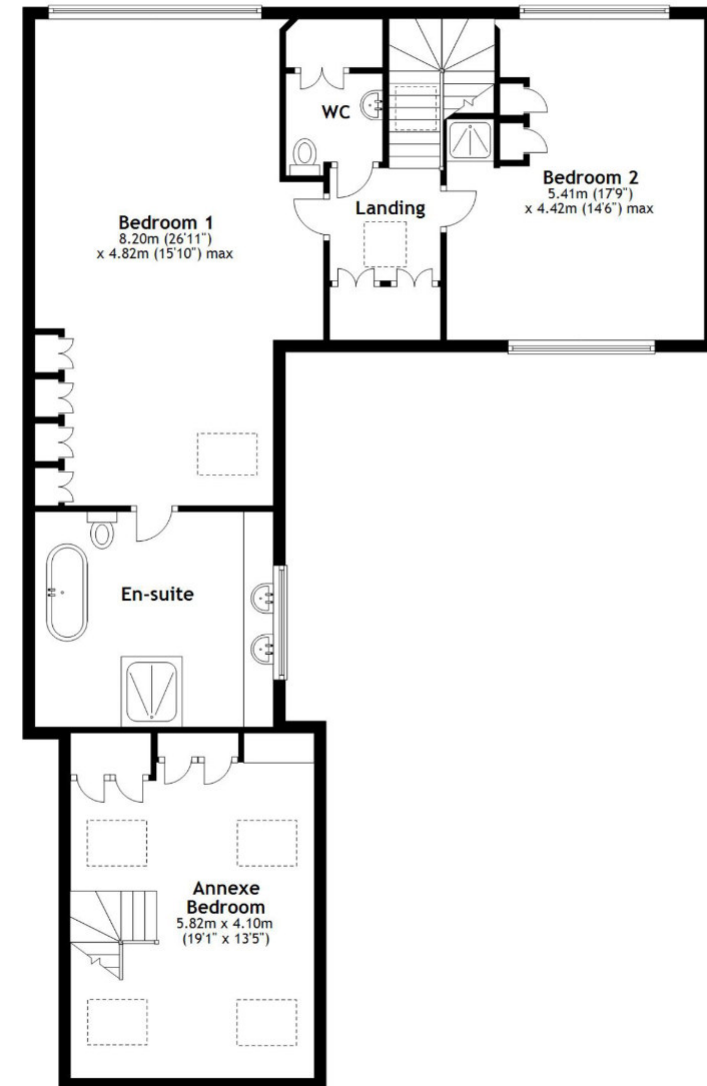 WC
Bedroom 1
8.20m (26'11")
x 4.82m (15'10") max
Landing
Bedroom 2
5.41m (17'9")
x 4.42m (14'6") max
En-suite
Annexe
Bedroom
5.82m x 4.10m
(19'1" x 13'5")